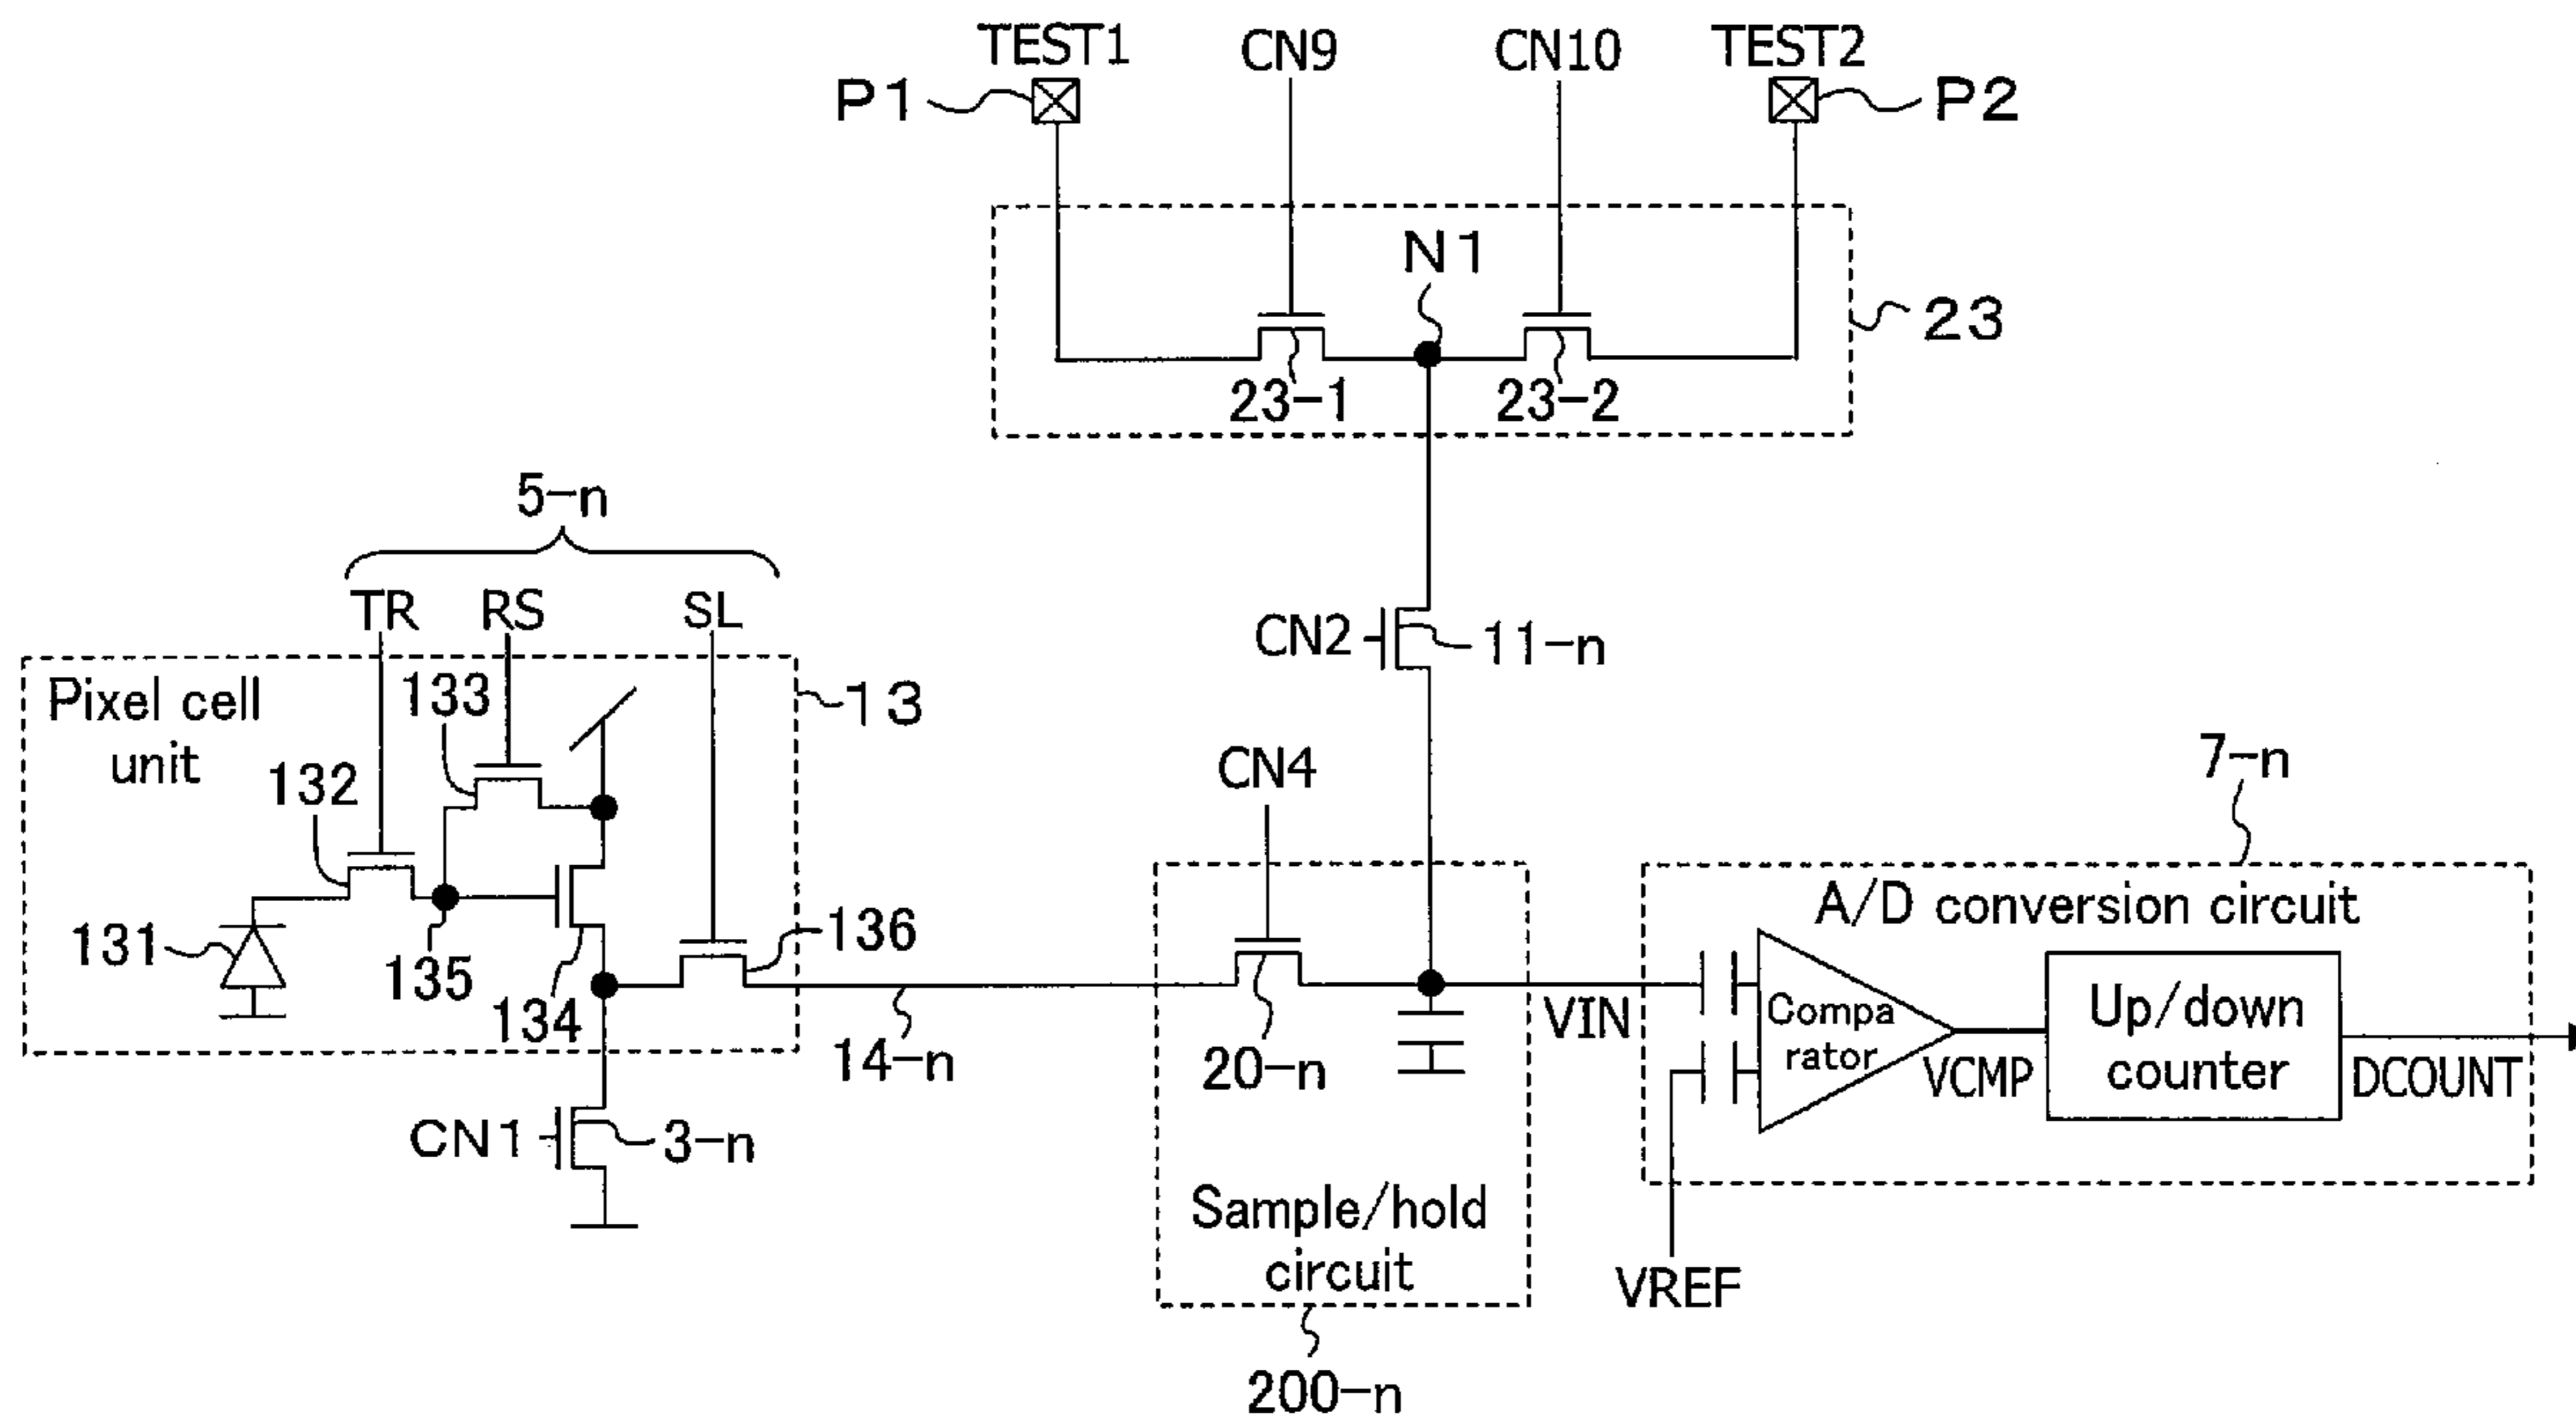 TEST1
CN9
CN10
TEST2
P1
P2
N1
23
23-1
23-2
5-n
TR
RS
SL
CN2
11-n
Pixel cell
unit
133
13
132
CN4
7-n
A/D conversion circuit
131
135
134
136
14-n
20-n
VIN
Compa
rator
VCMP
Up/down
counter
DCOUNT
CN1
3-n
Sample/hold
circuit
VREF
200-n